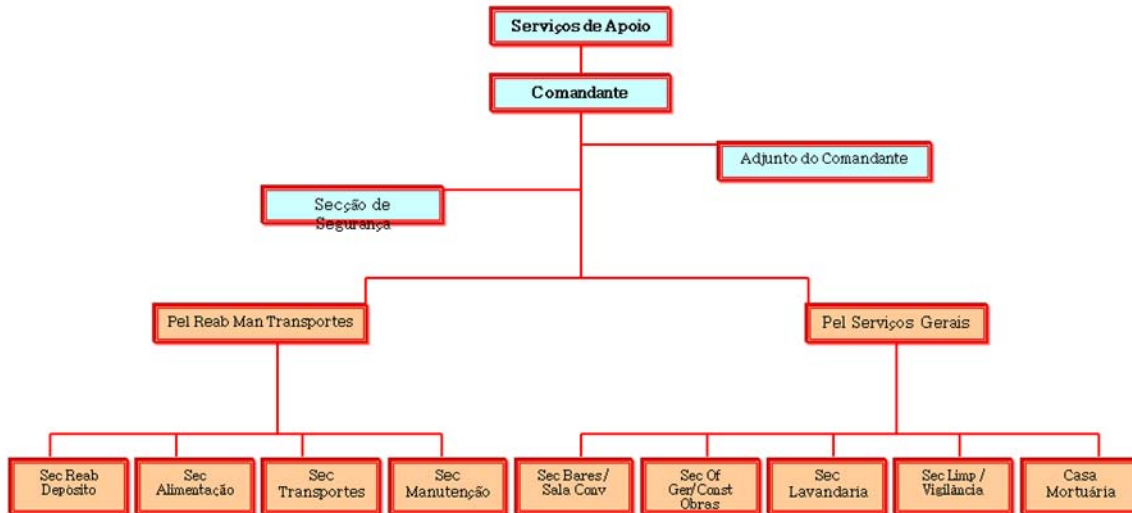 Serviços de Apoio
Comandante
Adjunto do Comandante
Secção de
Segurança
Pel Reab Man Transportes
Pel Serviços Gerais
Sec Reab
Depòsito
Sec
Alimentação
Sec
Transportes
Sec
Manutenção
Sec Bares/
Sala Conv
Sec Of
Ger/Const
Obras
Sec
Lavandaria
Sec Limp /
Vigilância
Casa
Mortuária